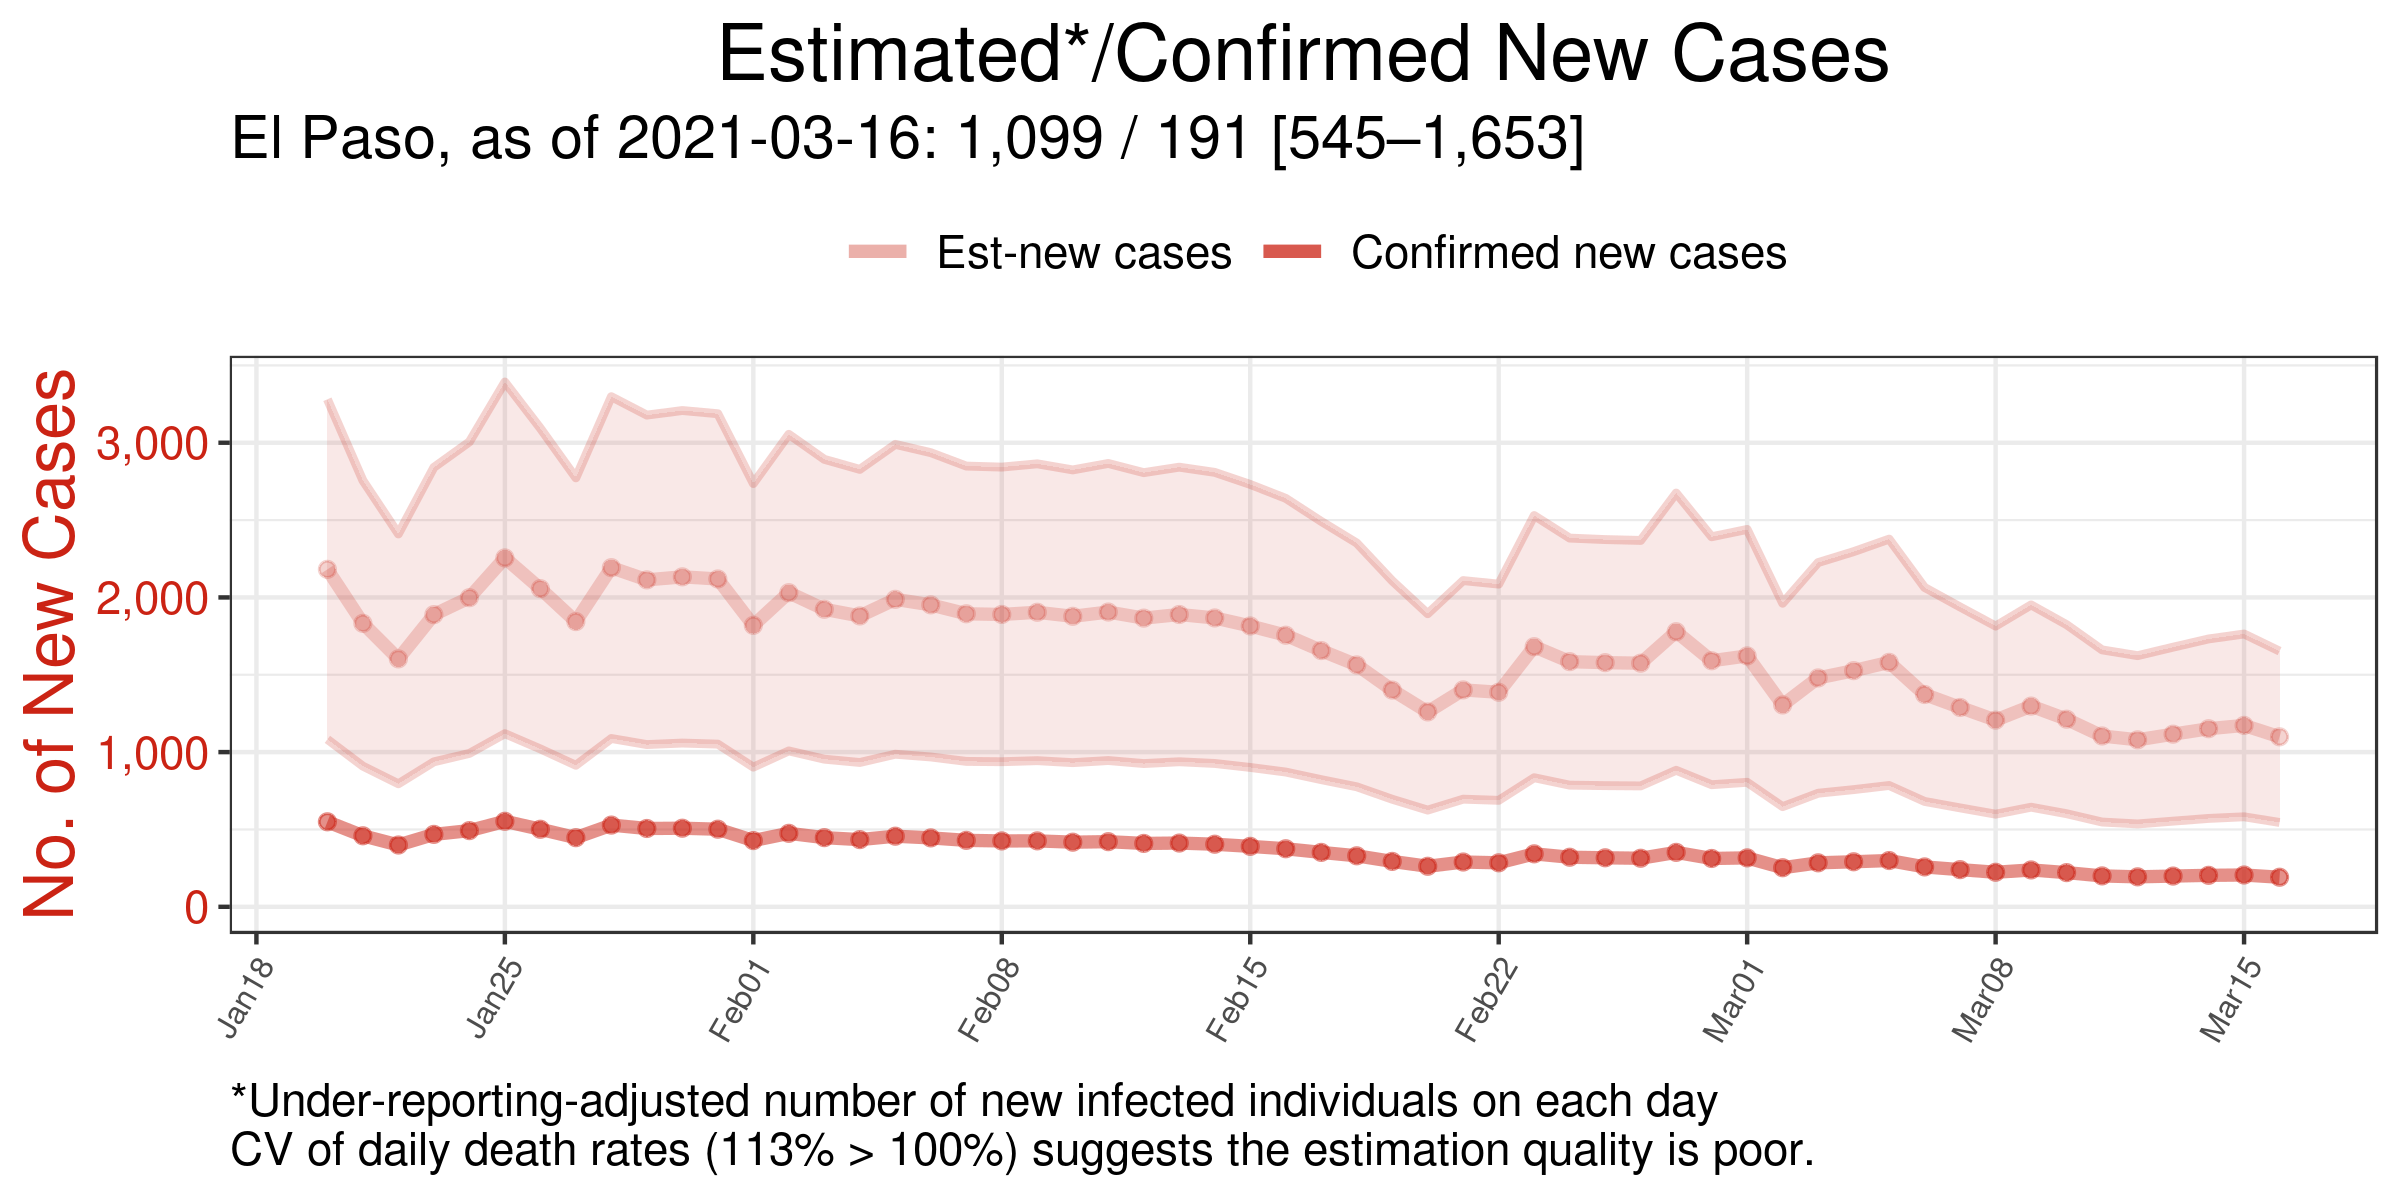 Estimated*/Confirmed New Cases
El Paso, as of 2021-03-16: 1,099 / 191 [545–1,653]
Est-new cases
Confirmed new cases
No. of New Cases
3,000
2,000
1,000
0
Jan18
Jan25
Feb01
Feb08
Feb15
Feb22
Mar01
Mar08
Mar15
*Under-reporting-adjusted number of new infected individuals on each day
CV of daily death rates (113% > 100%) suggests the estimation quality is poor.